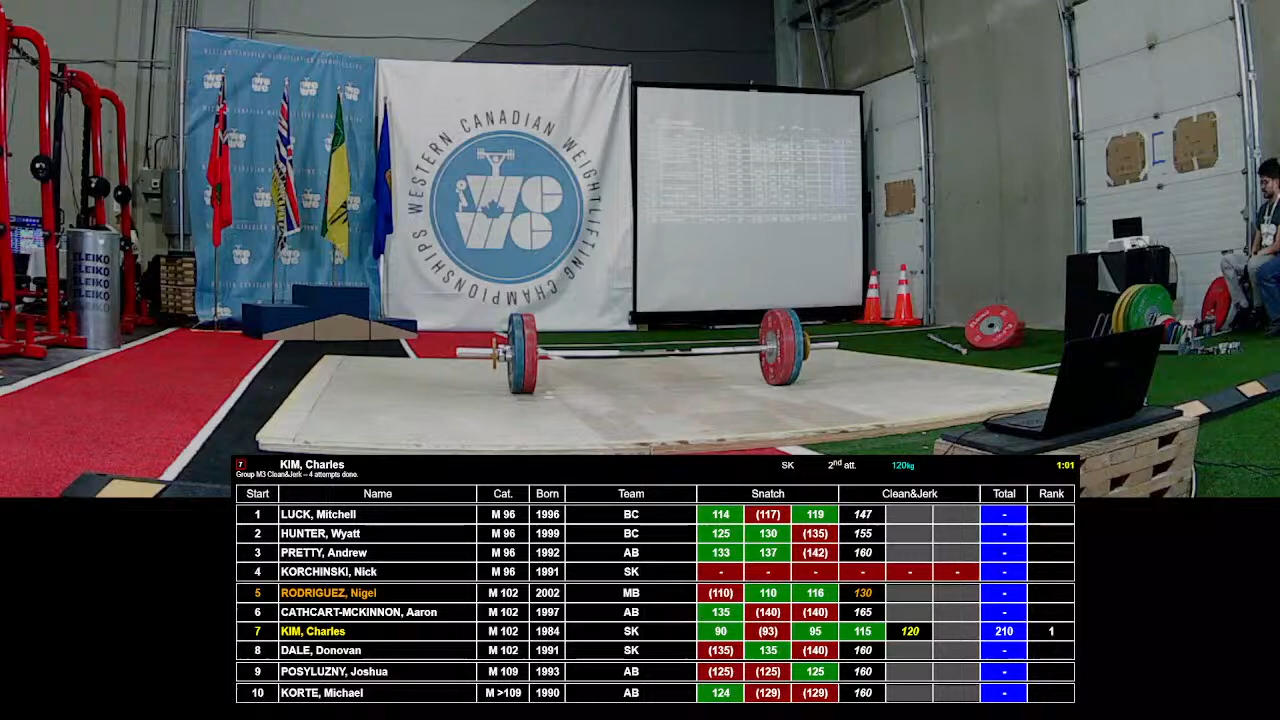 WESTERN CANADIAN WEIGHTLIFTING CHAMPIONSHIPS
WC
WC
ELEIKO
ELEIKO
ELEIKO
ELEIKO
7 KIM, Charles SK 2nd att. 120kg 1:01
Group M3 Clean&Jerk – 4 attempts done.
Start Name Cat. Born Team Snatch Clean&Jerk Total Rank
1 LUCK, Mitchell M 96 1996 BC 114 (117) 119 147 -
2 HUNTER, Wyatt M 96 1999 BC 125 130 (135) 155 -
3 PRETTY, Andrew M 96 1992 AB 133 137 (142) 160 -
4 KORCHINSKI, Nick M 96 1991 SK - - - - - - -
5 RODRIGUEZ, Nigel M 102 2002 MB (110) 110 116 130 -
6 CATHCART-MCKINNON, Aaron M 102 1997 AB 135 (140) (140) 165 -
7 KIM, Charles M 102 1984 SK 90 (93) 95 115 120 210 1
8 DALE, Donovan M 102 1991 SK (135) 135 (140) 160 -
9 POSYLUZNY, Joshua M 109 1993 AB (125) (125) 125 160 -
10 KORTE, Michael M >109 1990 AB 124 (129) (129) 160 -